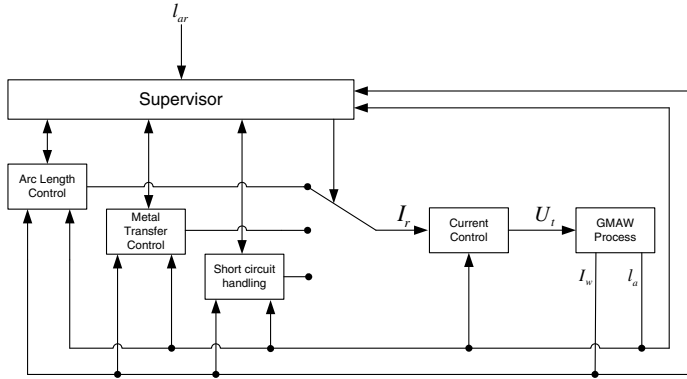 l_ar
Supervisor
Arc Length
Control
Metal
Transfer
Control
Short circuit
handling
I_r
Current
Control
U_t
GMAW
Process
I_w
l_a